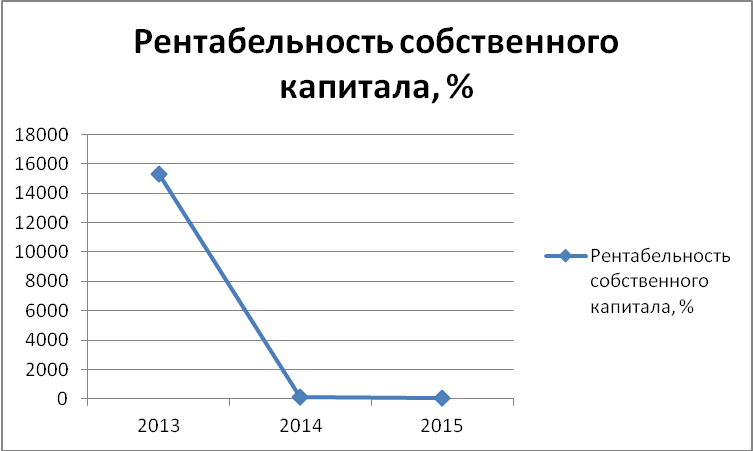 Рентабельность собственного
капитала, %
18000
16000
14000
12000
10000
8000
6000
4000
2000
0
2013
2014
2015
Рентабельность
собственного
капитала, %